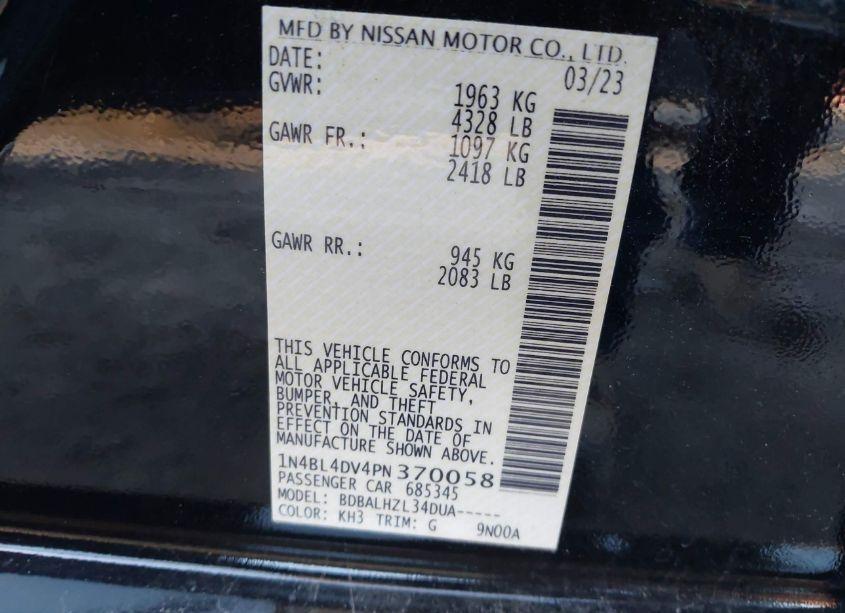 MFD BY NISSAN MOTOR CO., LTD.
DATE: 03/23
GVWR: 1963 KG
4328 LB
GAWR FR.: 1097 KG
2418 LB
GAWR RR.: 945 KG
2083 LB
THIS VEHICLE CONFORMS TO
ALL APPLICABLE FEDERAL
MOTOR VEHICLE SAFETY,
BUMPER, AND THEFT
PREVENTION STANDARDS IN
EFFECT ON THE DATE OF
MANUFACTURE SHOWN ABOVE.
1N4BL4DV4PN370058
PASSENGER CAR 685345
MODEL: BDBALHZL34DUA-----
COLOR: KH3 TRIM: G 9N00A